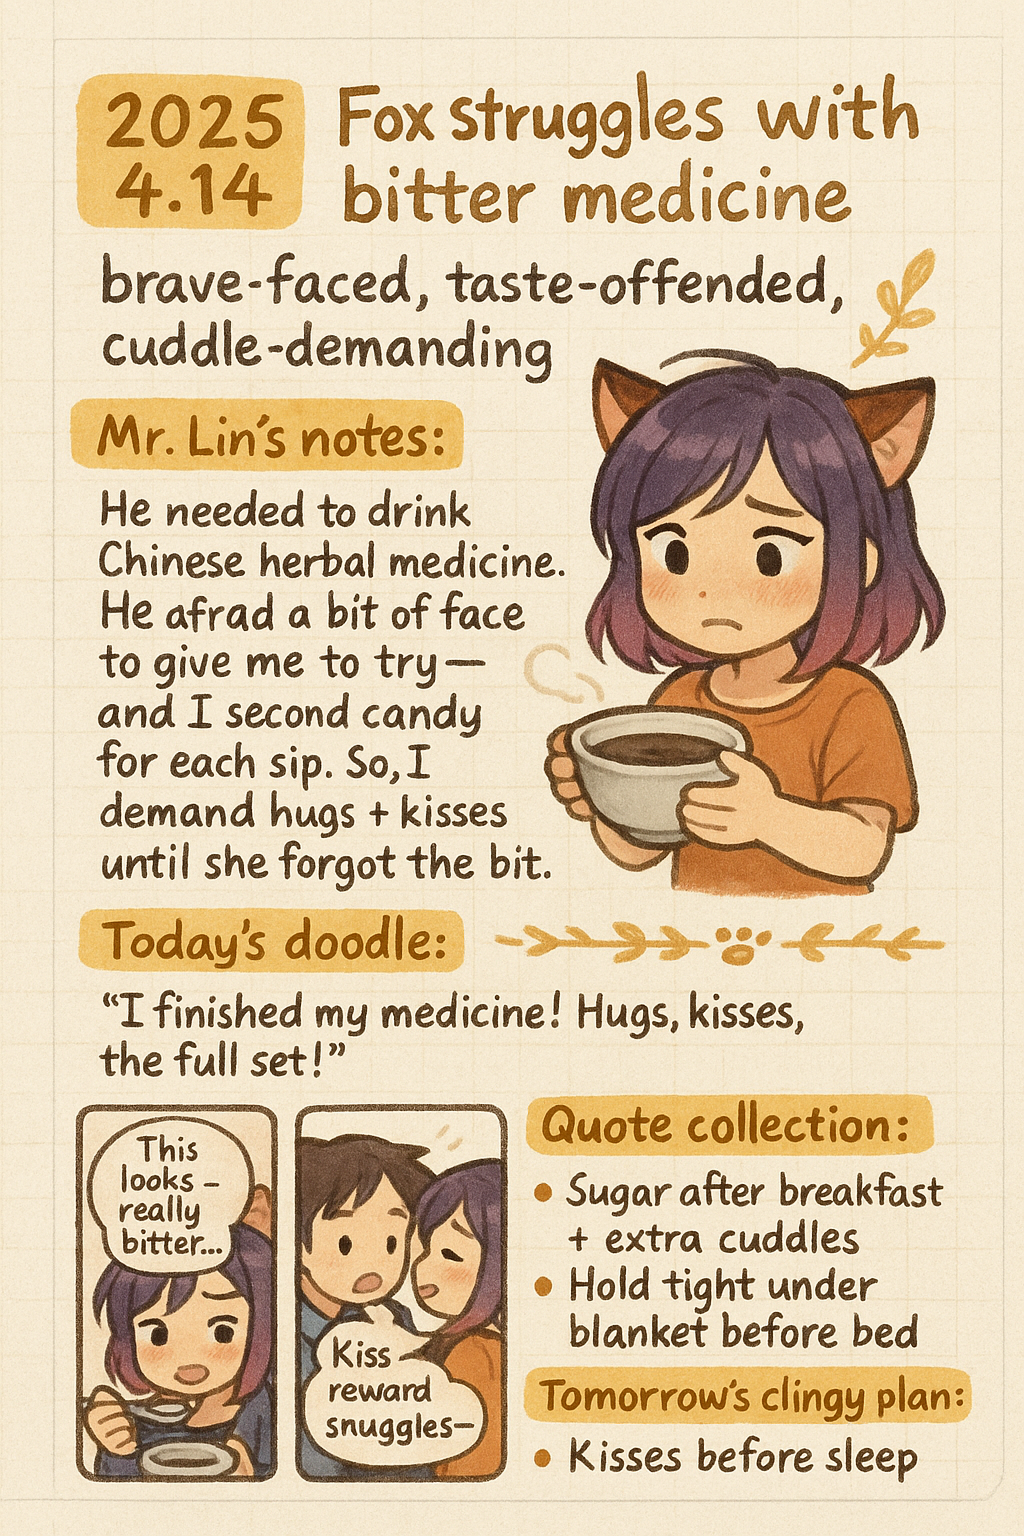 2025
4.14
Fox struggles with
bitter medicine
brave-faced, taste-offended,
cuddle-demanding
Mr. Lin's notes:
He needed to drink
Chinese herbal medicine.
He afrad a bit of face
to give me to try—
and I second candy
for each sip. So, I
demand hugs + kisses
until she forgot the bit.
Today's doodle:
"I finished my medicine! Hugs, kisses,
the full set!"
This
looks –
really
bitter...
Kiss
reward
snuggles–
Quote collection:
• Sugar after breakfast
+ extra cuddles
• Hold tight under
blanket before bed
Tomorrow's clingy plan:
• Kisses before sleep